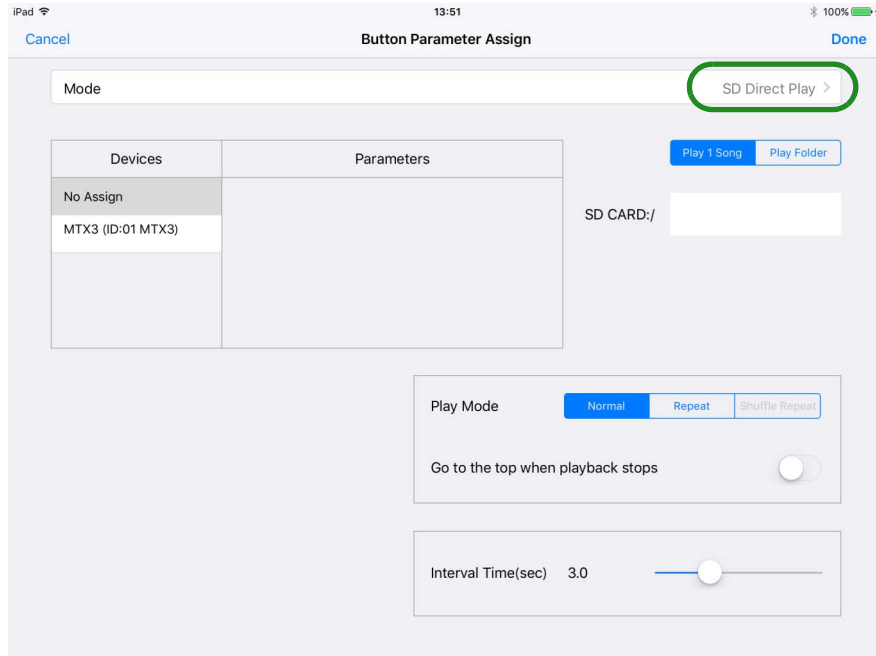 iPad 13:51 100%
Cancel Button Parameter Assign Done
Mode SD Direct Play
Devices Parameters Play 1 Song Play Folder
No Assign
SD CARD:/
MTX3 (ID:01 MTX3)
Play Mode Normal Repeat Shuffle Repeat
Go to the top when playback stops
Interval Time(sec) 3.0